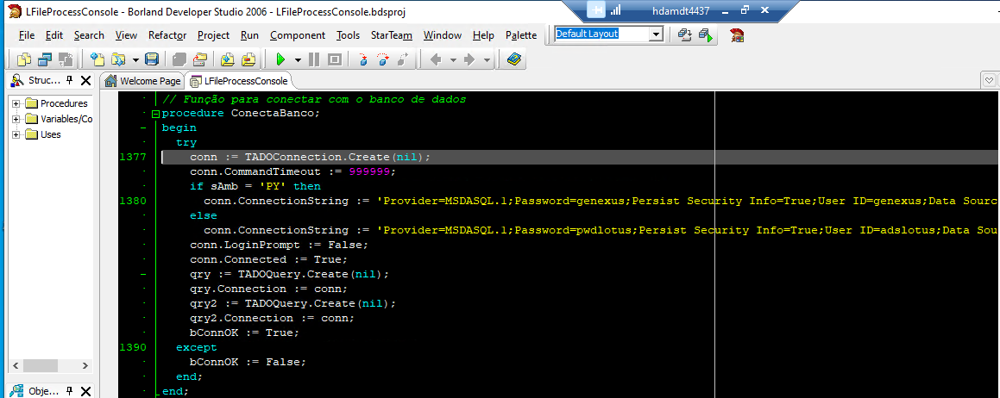 LFileProcessConsole - Borland Developer Studio 2006 - LFileProcessConsole.bdsproj
hdamdt4437
File Edit Search View Refactor Project Run Component Tools StarTeam Window Help Palette
Default Layout
Struc...
Welcome Page
LFileProcessConsole
Procedures
Variables/Co
Uses
// Função para conectar com o banco de dados
procedure ConectaBanco;
begin
try
1377 conn := TADOConnection.Create(nil);
conn.CommandTimeout := 999999;
if sAmb = 'PY' then
1380 conn.ConnectionString := 'Provider=MSDASQL.1;Password=genexus;Persist Security Info=True;User ID=genexus;Data Sourc
else
conn.ConnectionString := 'Provider=MSDASQL.1;Password=pwdlotus;Persist Security Info=True;User ID=adslotus;Data Sou
conn.LoginPrompt := False;
conn.Connected := True;
qry := TADOQuery.Create(nil);
qry.Connection := conn;
qry2 := TADOQuery.Create(nil);
qry2.Connection := conn;
bConnOK := True;
1390 except
bConnOK := False;
end;
end;
Obje...